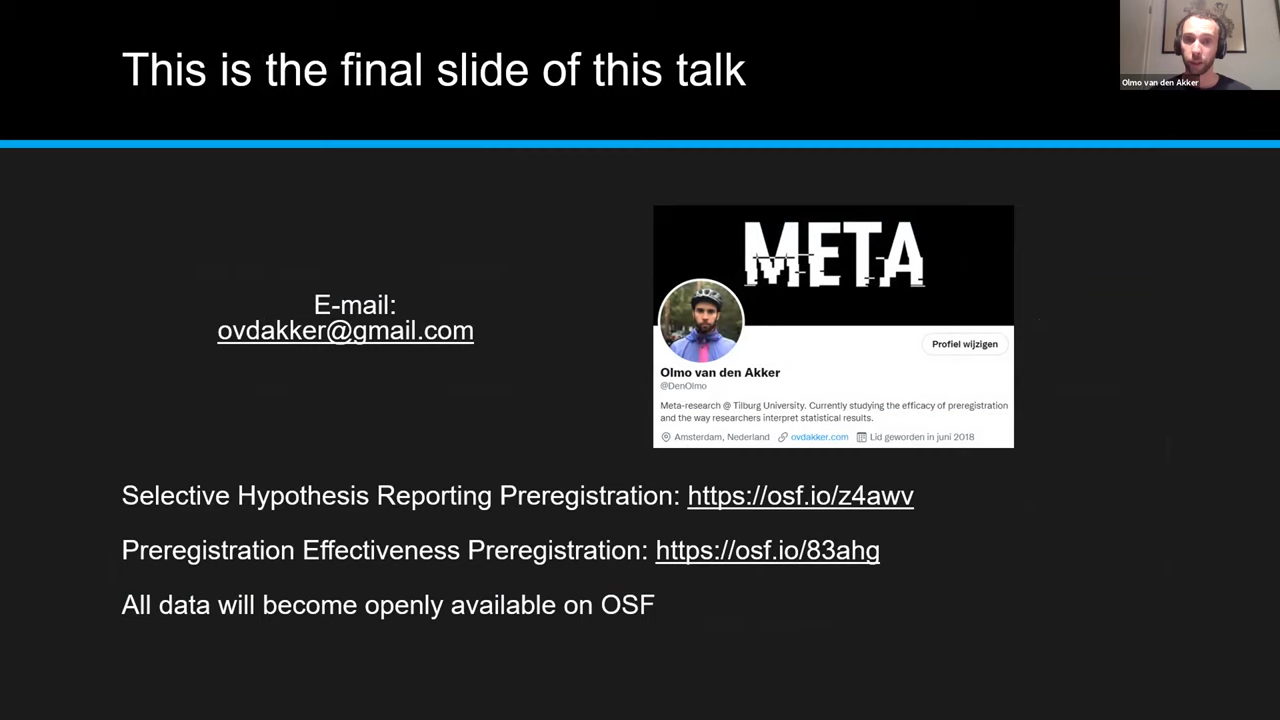 This is the final slide of this talk
Olmo van den Akker
E-mail:
ovdakker@gmail.com
META
Profiel wijzigen
Olmo van den Akker
@DenOlmo
Meta-research @ Tilburg University. Currently studying the efficacy of preregistration
and the way researchers interpret statistical results.
Amsterdam, Nederland ovdakker.com Lid geworden in juni 2018
Selective Hypothesis Reporting Preregistration: https://osf.io/z4awv
Preregistration Effectiveness Preregistration: https://osf.io/83ahg
All data will become openly available on OSF